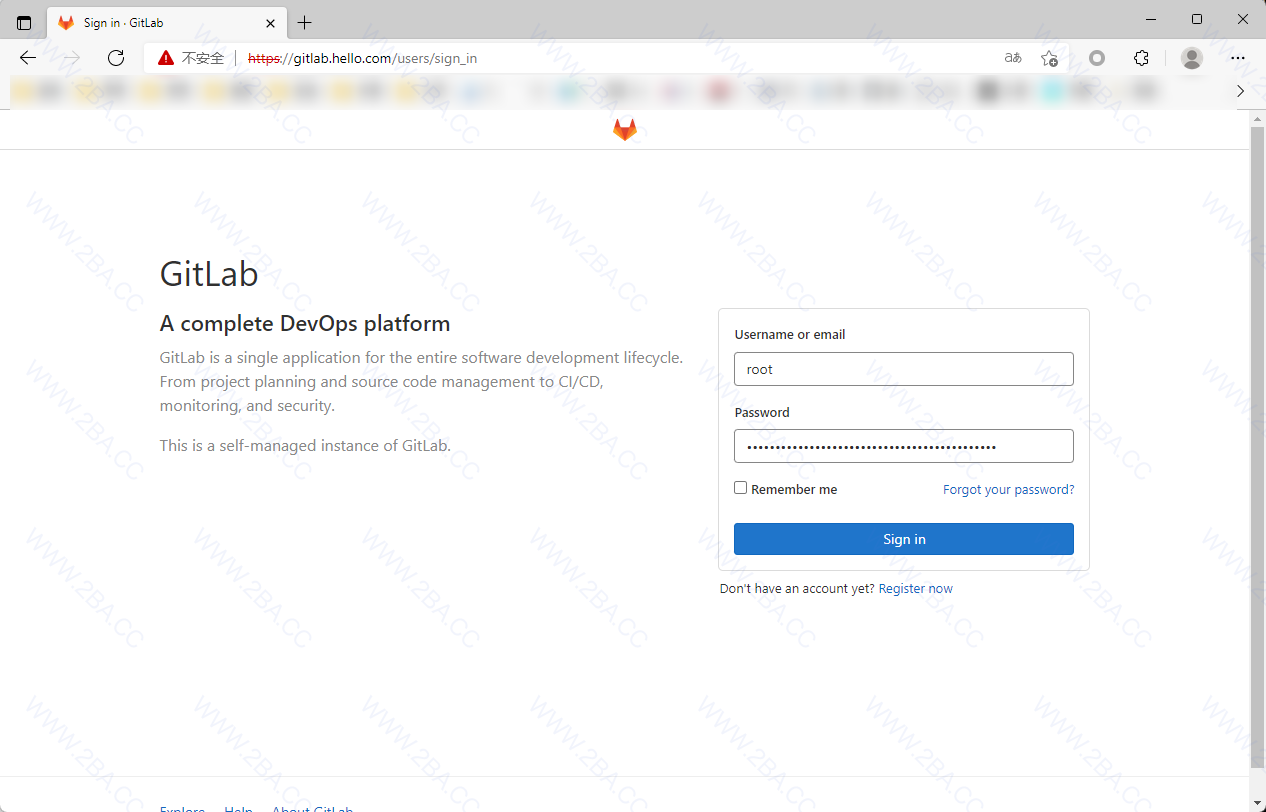 Sign in · GitLab
不安全 https://gitlab.hello.com/users/sign_in
GitLab
A complete DevOps platform
GitLab is a single application for the entire software development lifecycle.
From project planning and source code management to CI/CD,
monitoring, and security.
This is a self-managed instance of GitLab.
Username or email
root
Password
Remember me Forgot your password?
Sign in
Don't have an account yet? Register now
Explore Help About GitLab
WWW.2BA.CC